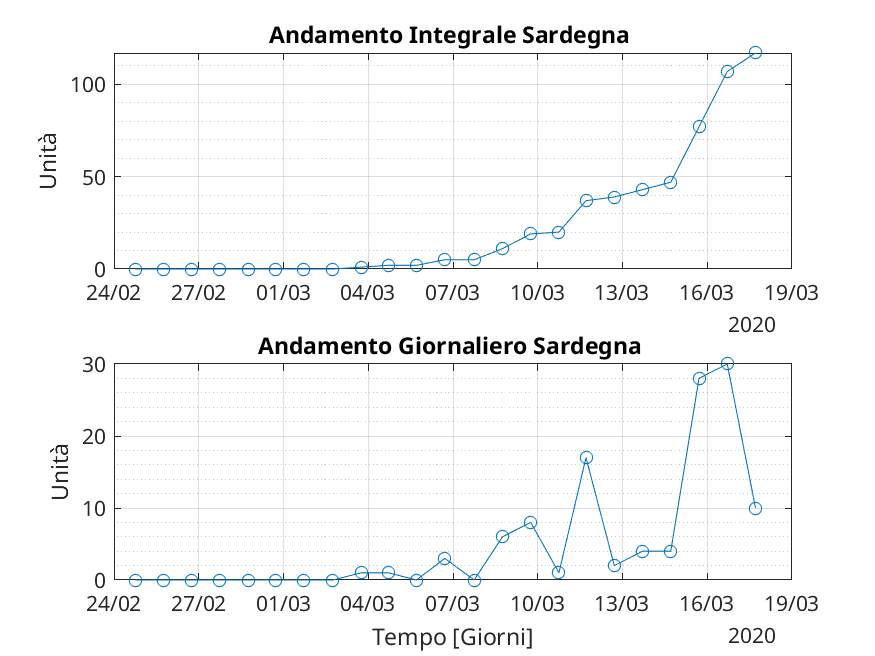 Andamento Integrale Sardegna
Unità
100
50
0
24/02 27/02 01/03 04/03 07/03 10/03 13/03 16/03 19/03
2020
Andamento Giornaliero Sardegna
Unità
30
20
10
0
24/02 27/02 01/03 04/03 07/03 10/03 13/03 16/03 19/03
Tempo [Giorni]
2020